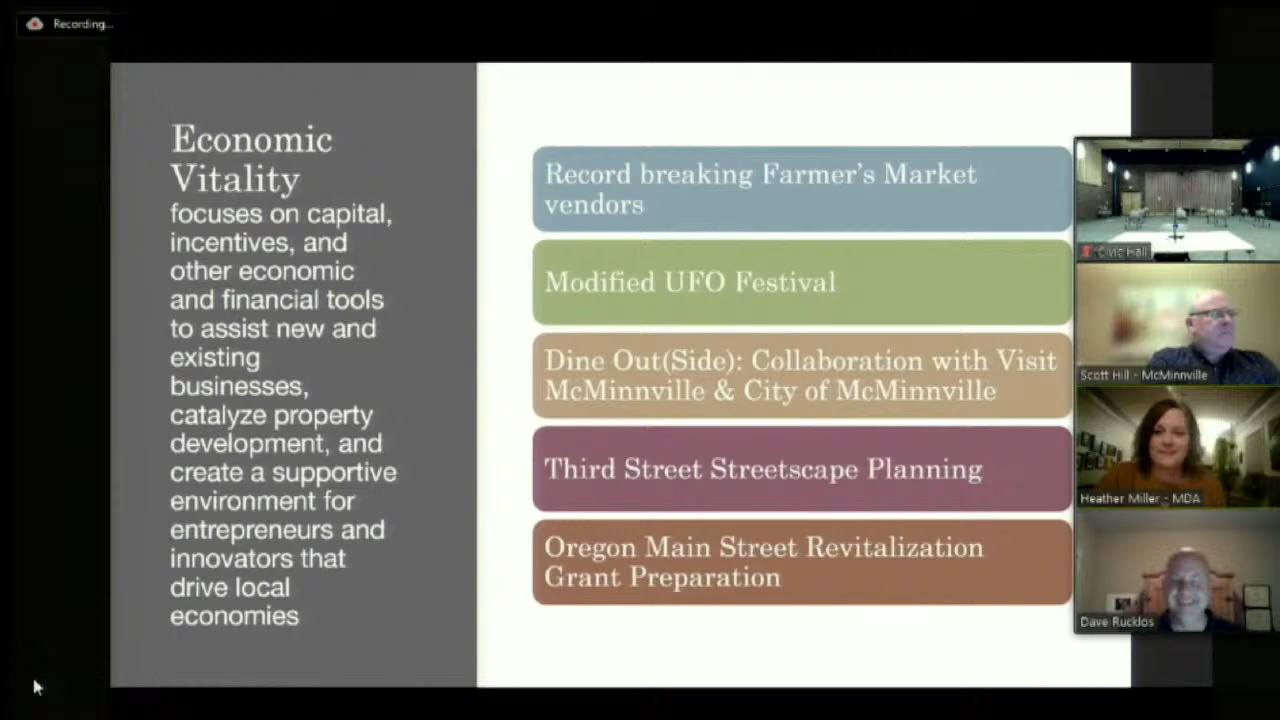 Recording...
Economic
Vitality
focuses on capital,
incentives, and
other economic
and financial tools
to assist new and
existing
businesses,
catalyze property
development, and
create a supportive
environment for
entrepreneurs and
innovators that
drive local
economies
Record breaking Farmer's Market
vendors
Modified UFO Festival
Dine Out(Side): Collaboration with Visit
McMinnville & City of McMinnville
Third Street Streetscape Planning
Oregon Main Street Revitalization
Grant Preparation
Civic Hall
Scott Hill - McMinnville
Heather Miller - MDA
Dave Rucklos